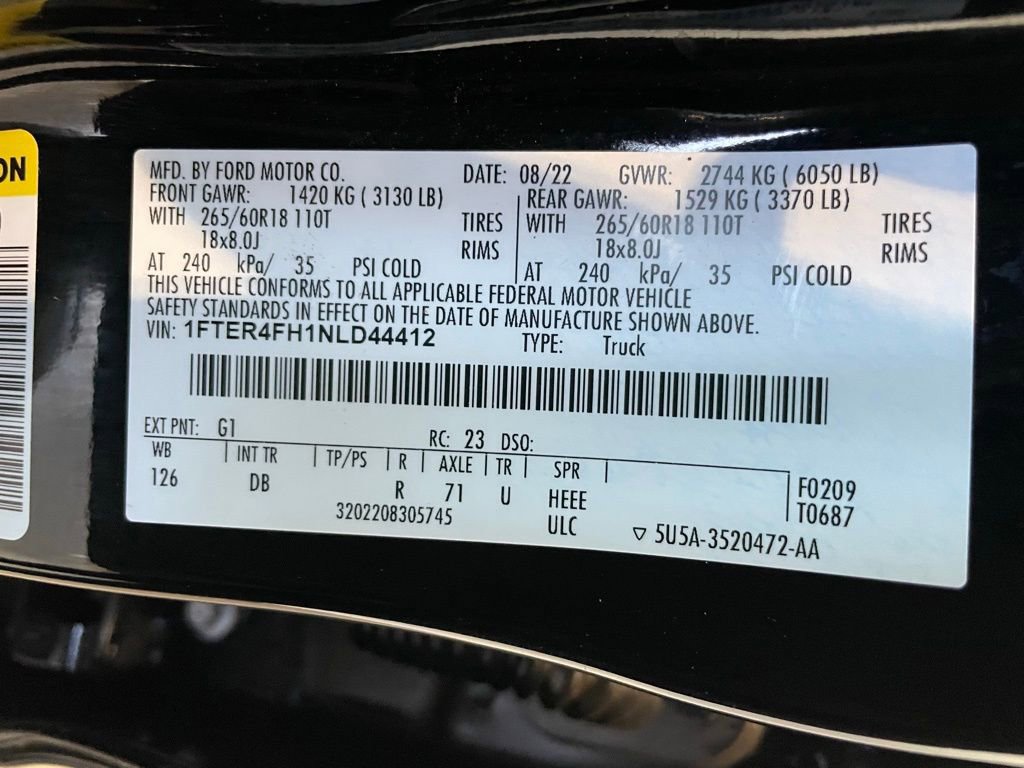 ON
MFD. BY FORD MOTOR CO. DATE: 08/22 GVWR: 2744 KG ( 6050 LB)
FRONT GAWR: 1420 KG ( 3130 LB) REAR GAWR: 1529 KG ( 3370 LB)
WITH 265/60R18 110T TIRES WITH 265/60R18 110T TIRES
18x8.0J RIMS 18x8.0J RIMS
AT 240 kPa/ 35 PSI COLD AT 240 kPa/ 35 PSI COLD
THIS VEHICLE CONFORMS TO ALL APPLICABLE FEDERAL MOTOR VEHICLE
SAFETY STANDARDS IN EFFECT ON THE DATE OF MANUFACTURE SHOWN ABOVE.
VIN: 1FTER4FH1NLD44412 TYPE: Truck
EXT PNT: G1 RC: 23 DSO:
WB INT TR TP/PS R AXLE TR SPR
126 DB R 71 U HEEE F0209
3202208305745 ULC T0687
5U5A-3520472-AA